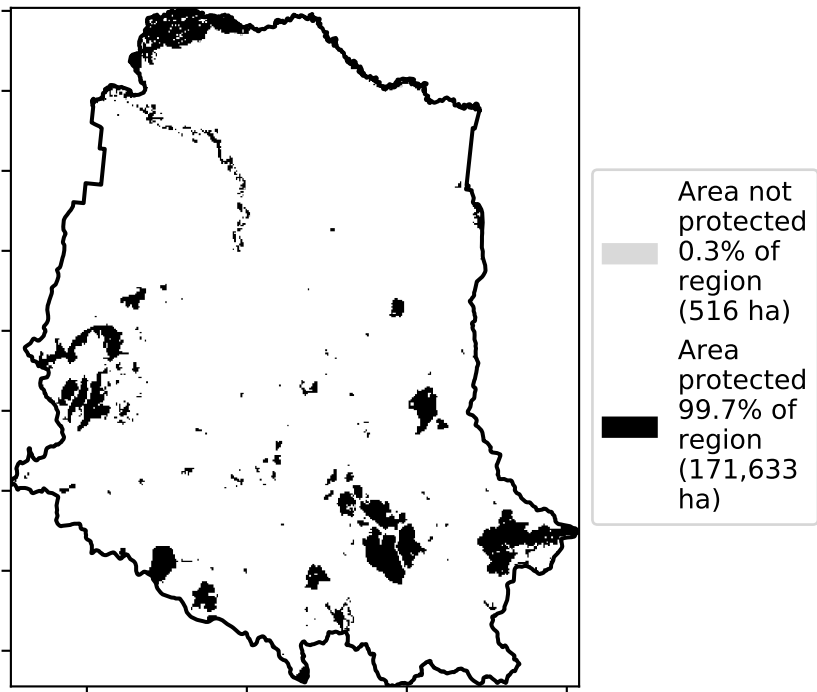 Area not
protected
0.3% of
region
(516 ha)
Area
protected
99.7% of
region
(171,633
ha)